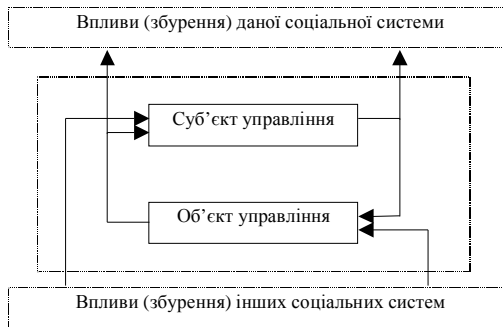 Впливи (збурення) даної соціальної системи
Суб’єкт управління
Об’єкт управління
Впливи (збурення) інших соціальних систем